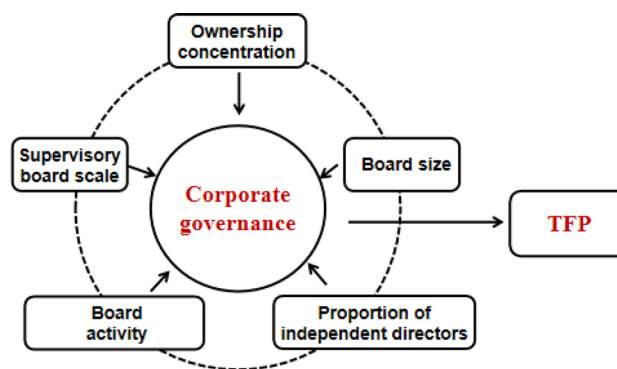 Ownership
concentration
Supervisory
board scale
Board size
Corporate
governance
TFP
Board
activity
Proportion of
independent directors